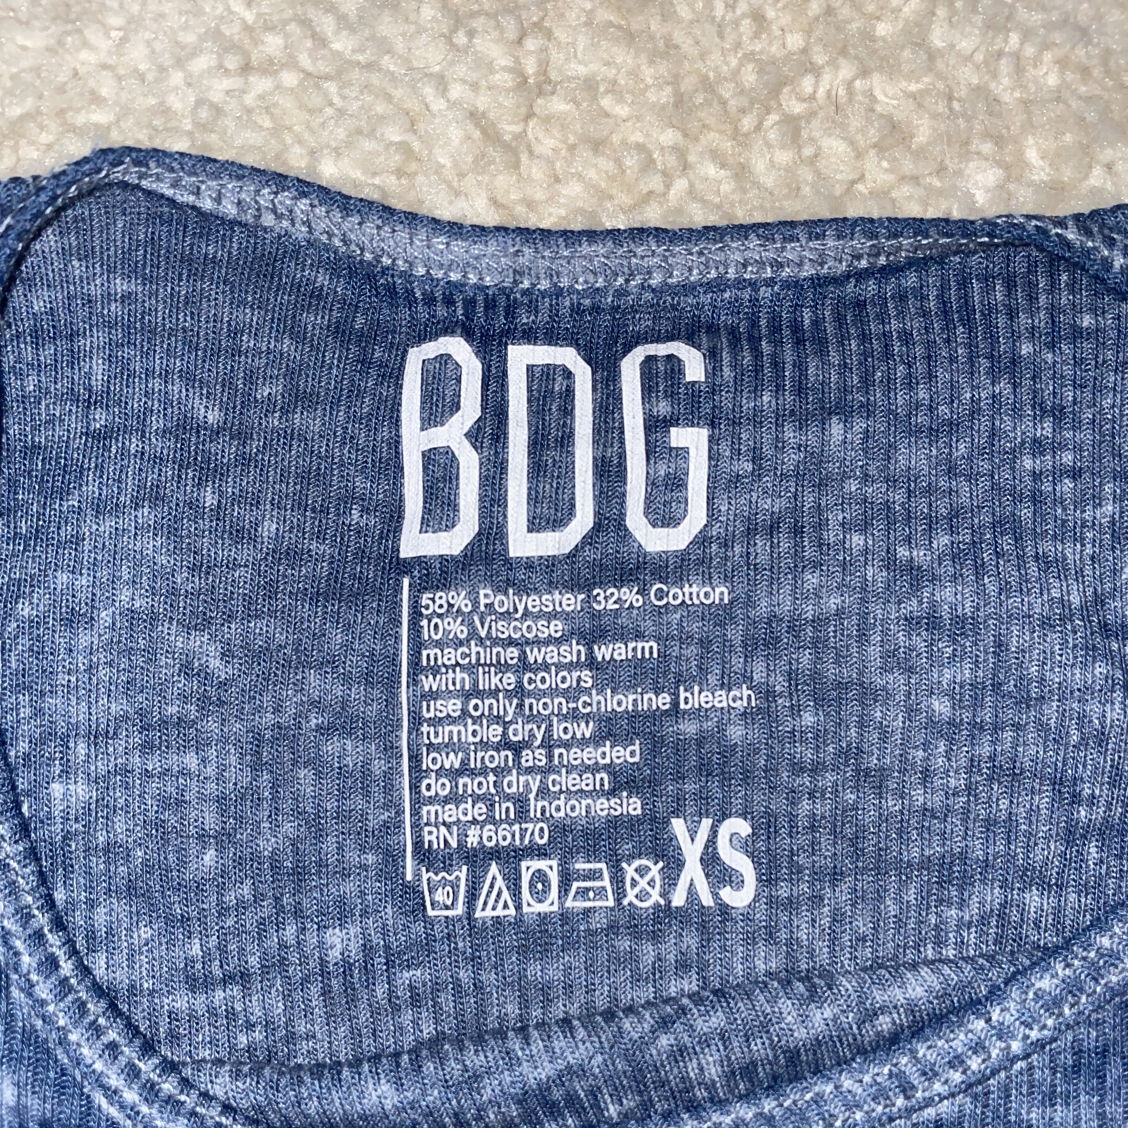 BDG
58% Polyester 32% Cotton
10% Viscose
machine wash warm
with like colors
use only non-chlorine bleach
tumble dry low
low iron as needed
do not dry clean
made in Indonesia
RN #66170
40 XS